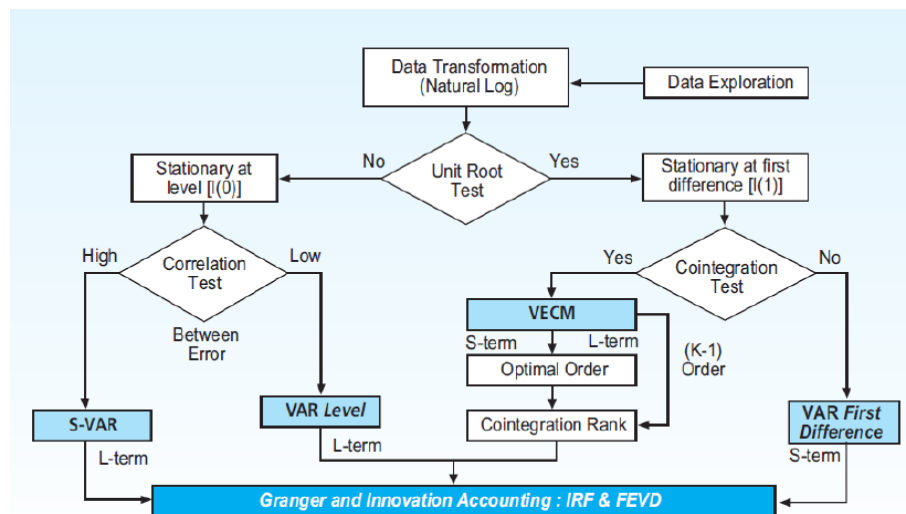 Data Transformation
(Natural Log)
Data Exploration
No
Unit Root
Test
Yes
Stationary at
level [I(0)]
Stationary at first
difference [I(1)]
High
Correlation
Test
Low
Between
Error
Yes
Cointegration
Test
No
VECM
S-term
L-term
(K-1)
Order
Optimal Order
Cointegration Rank
S-VAR
L-term
VAR Level
L-term
VAR First
Difference
S-term
Granger and Innovation Accounting : IRF & FEVD